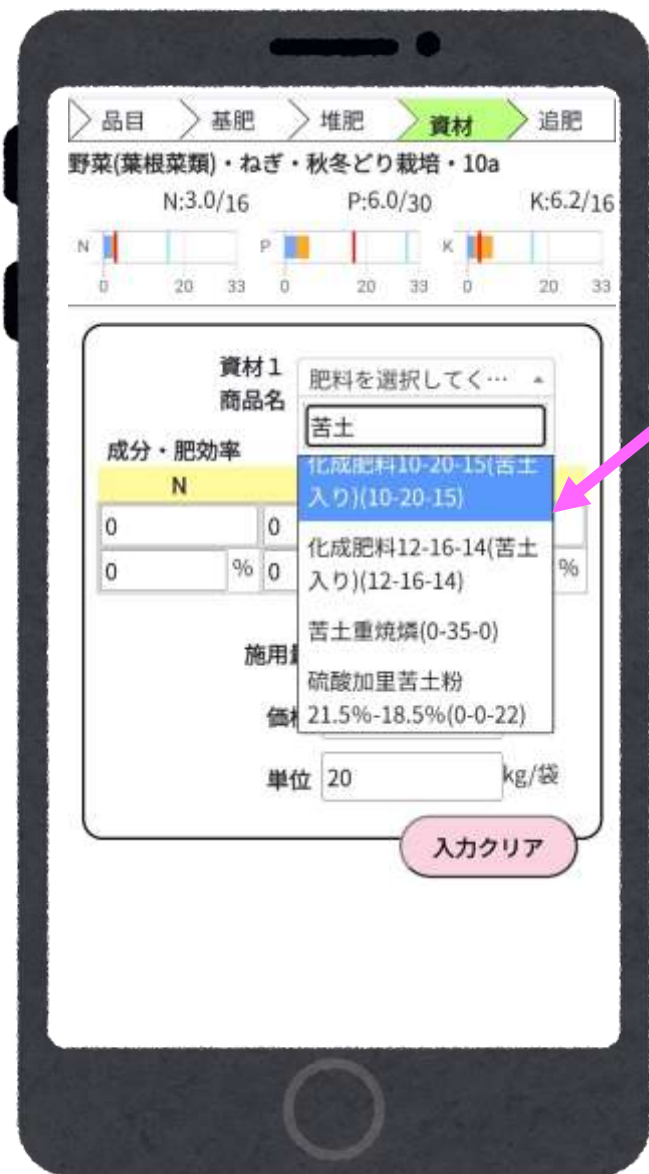 品目 基肥 堆肥 資材 追肥
野菜(葉根菜類)・ねぎ・秋冬どり栽培・10a
N:3.0/16 P:6.0/30 K:6.2/16
N P K
0 20 33 0 20 33 0 20 33
資材１
商品名
肥料を選択してく…
苦土
成分・肥効率
化成肥料10-20-15(苦土
入り)(10-20-15)
N
0 0
化成肥料12-16-14(苦土
入り)(12-16-14)
0 % 0 %
苦土重焼燐(0-35-0)
施用
硫酸加里苦土粉
21.5%-18.5%(0-0-22)
単位 20 kg/袋
入力クリア